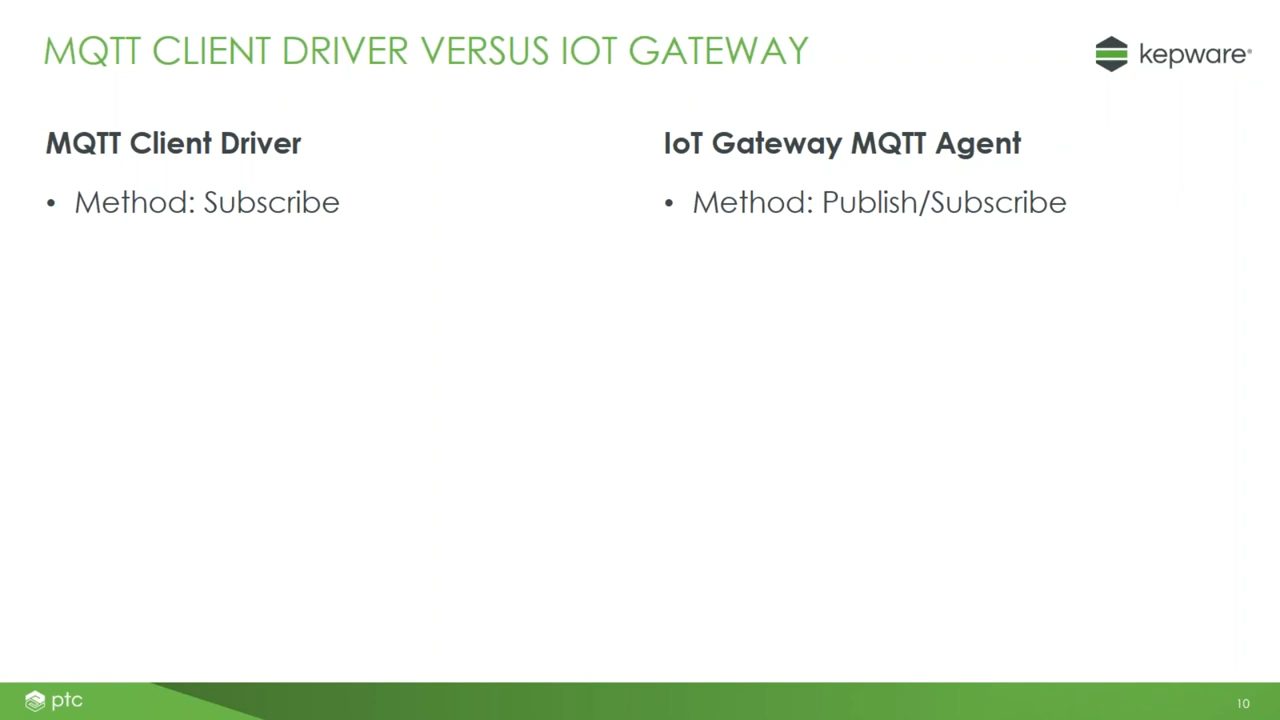 MQTT CLIENT DRIVER VERSUS IOT GATEWAY
kepware®
MQTT Client Driver
• Method: Subscribe
IoT Gateway MQTT Agent
• Method: Publish/Subscribe
ptc
10